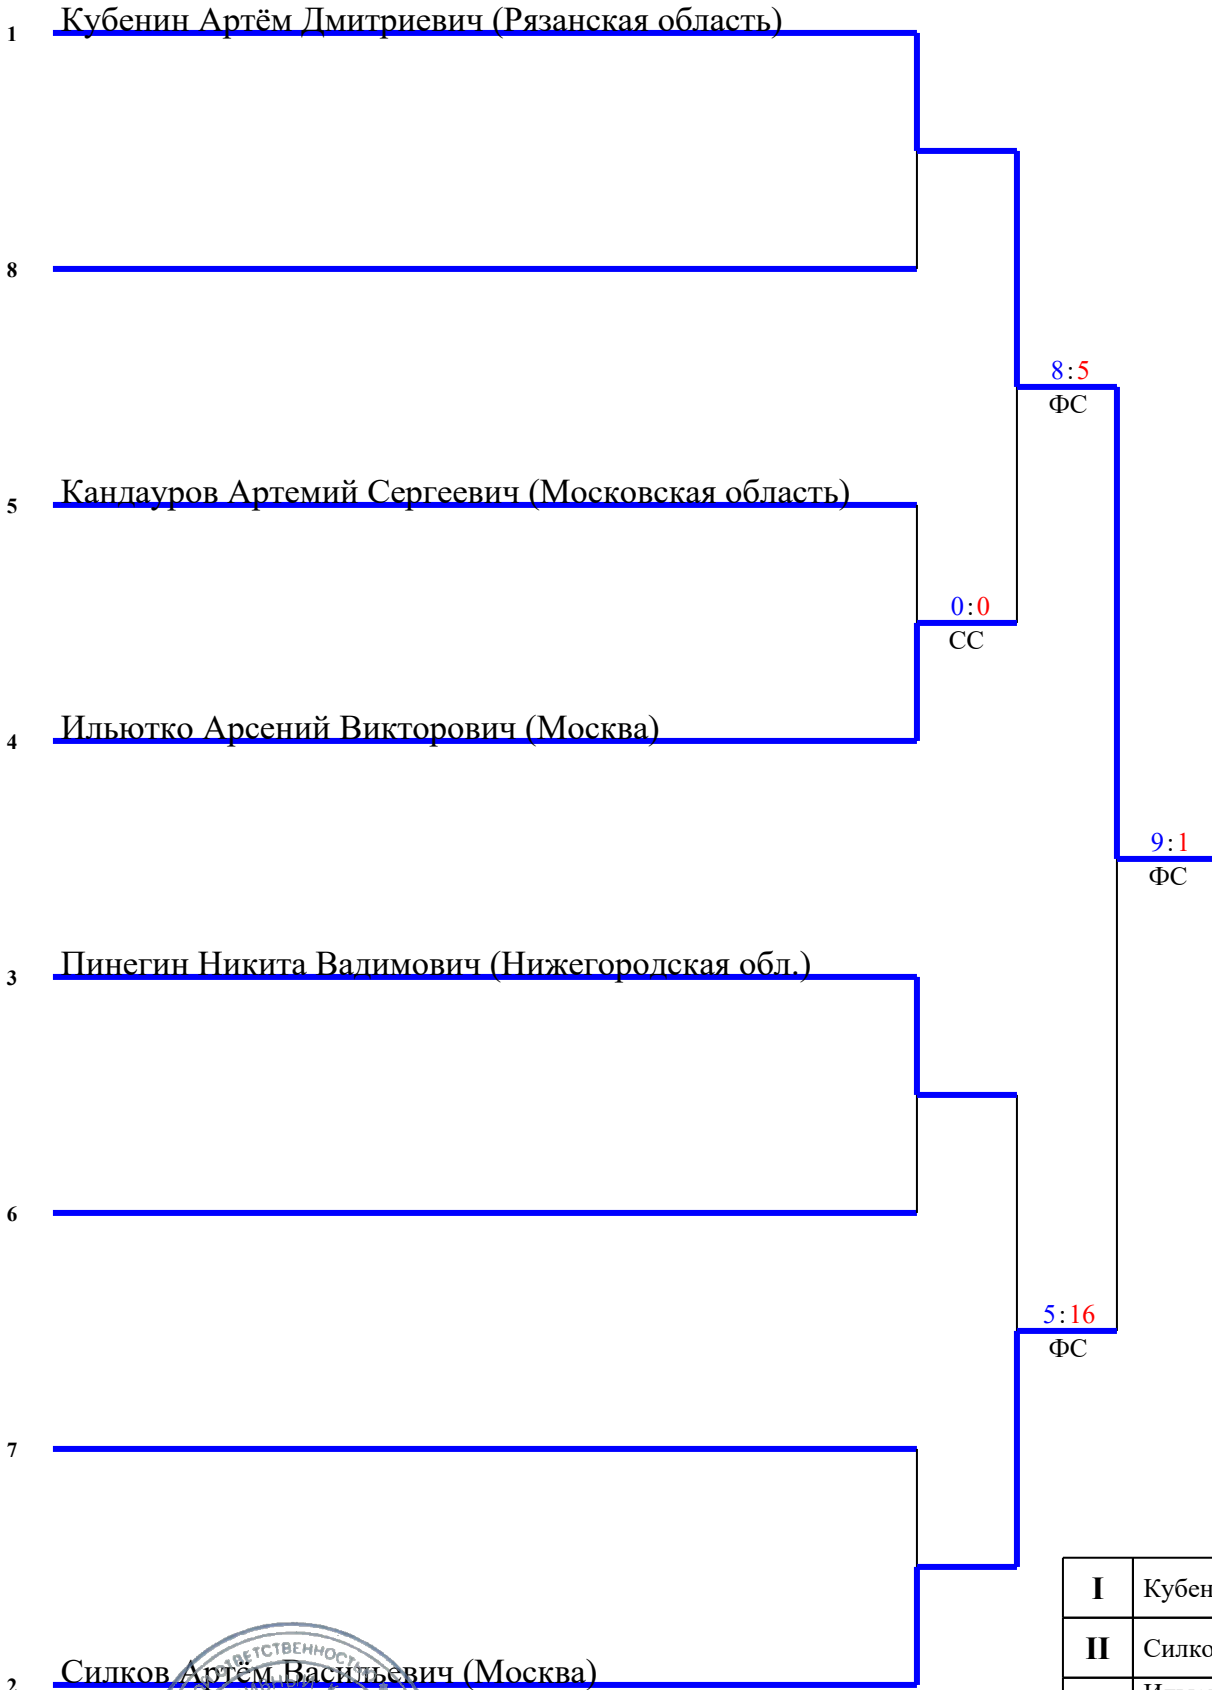 1 Кубенин Артём Дмитриевич (Рязанская область)
8
8:5
ФС
5 Кандауров Артемий Сергеевич (Московская область)
0:0
СС
4 Ильютко Арсений Викторович (Москва)
9:1
ФС
3 Пинегин Никита Вадимович (Нижегородская обл.)
6
5:16
ФС
7
I Кубен
II Силко
2 Силков Артём Васильевич (Москва)